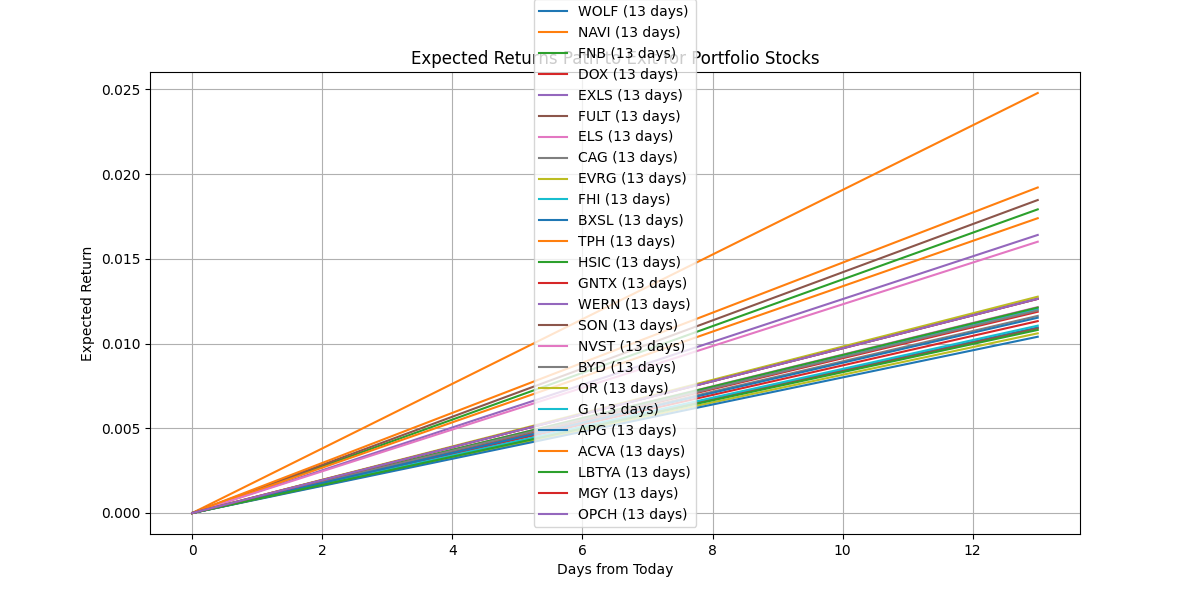 WOLF (13 days)
NAVI (13 days)
FNB (13 days)
Expected Returns Path to Exit for Portfolio Stocks
DOX (13 days)
EXLS (13 days)
FULT (13 days)
ELS (13 days)
CAG (13 days)
EVRG (13 days)
FHI (13 days)
BXSL (13 days)
TPH (13 days)
HSIC (13 days)
GNTX (13 days)
WERN (13 days)
SON (13 days)
NVST (13 days)
BYD (13 days)
OR (13 days)
G (13 days)
APG (13 days)
ACVA (13 days)
LBTYA (13 days)
MGY (13 days)
OPCH (13 days)
Expected Return
0.025
0.020
0.015
0.010
0.005
0.000
0 2 4 6 8 10 12
Days from Today